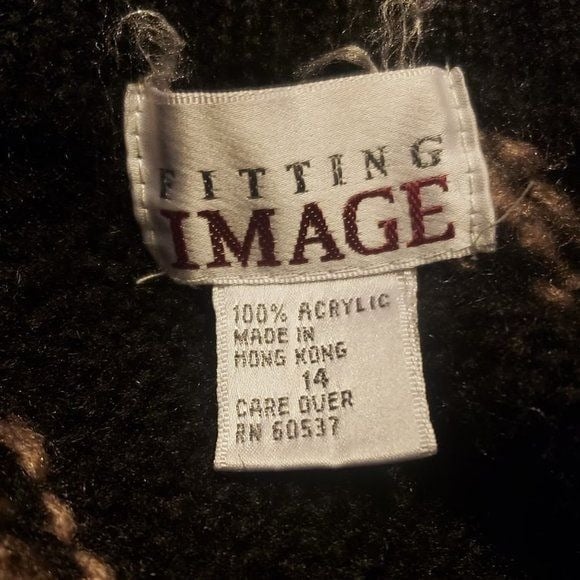 FITTING
IMAGE
100% ACRYLIC
MADE IN
HONG KONG
14
CARE OVER
RN 60537